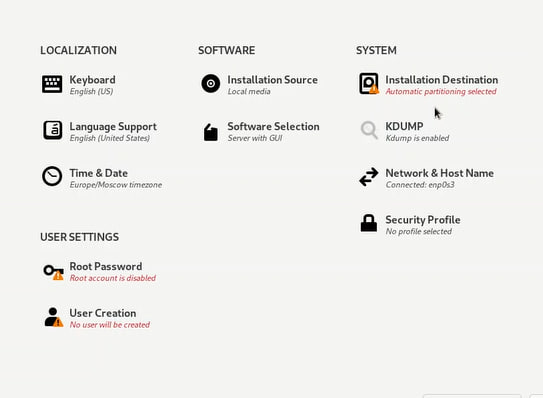 LOCALIZATION
Keyboard
English (US)
Language Support
English (United States)
Time & Date
Europe/Moscow timezone
SOFTWARE
Installation Source
Local media
Software Selection
Server with GUI
SYSTEM
Installation Destination
Automatic partitioning selected
KDUMP
Kdump is enabled
Network & Host Name
Connected: enp0s3
Security Profile
No profile selected
USER SETTINGS
Root Password
Root account is disabled
User Creation
No user will be created